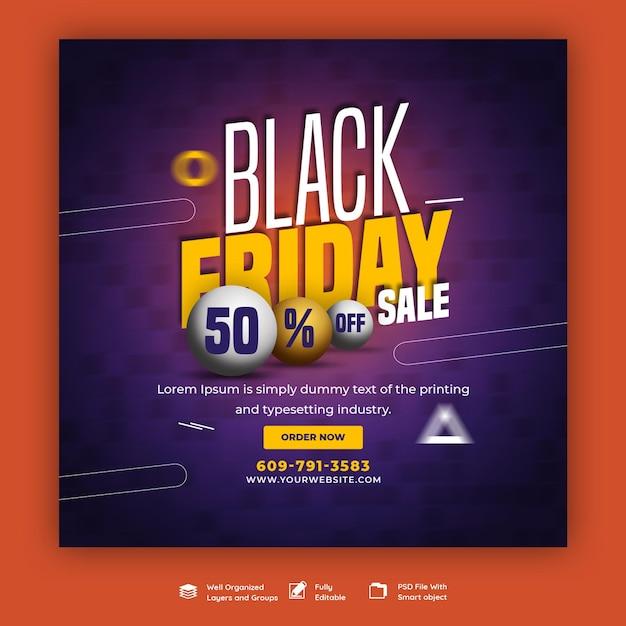 BLACK
FRIDAY
SALE
50 % OFF
Lorem Ipsum is simply dummy text of the printing
and typesetting industry.
ORDER NOW
609-791-3583
WWW.YOURWEBSITE.COM
Well Organized
Layers and Groups
Fully
Editable
PSD File With
Smart object